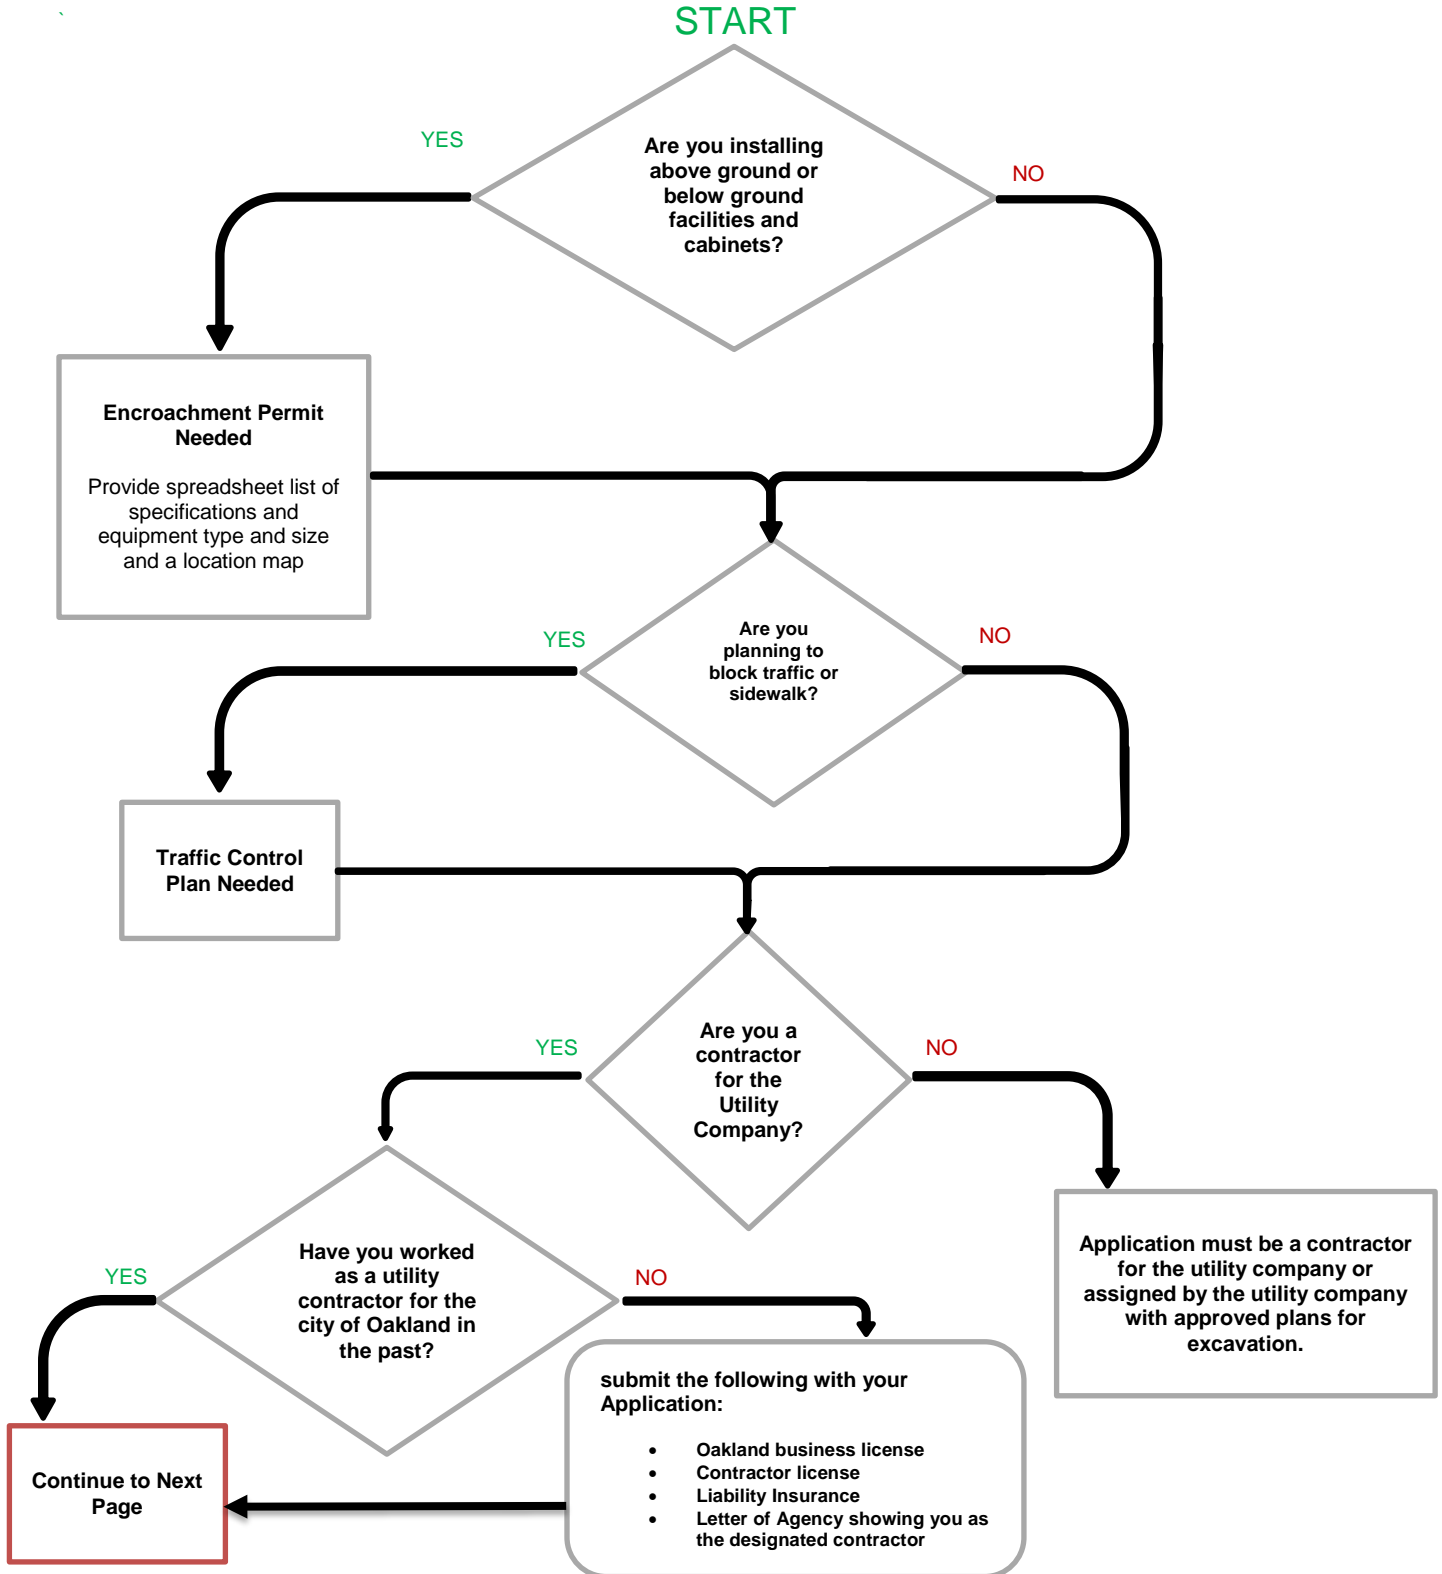 `
START
YES
Are you installing
above ground or
below ground
facilities and
cabinets?
NO
Encroachment Permit
Needed
Provide spreadsheet list of
specifications and
equipment type and size
and a location map
YES
Are you
planning to
block traffic or
sidewalk?
NO
Traffic Control
Plan Needed
YES
Are you a
contractor
for the
Utility
Company?
NO
YES
Have you worked
as a utility
contractor for the
city of Oakland in
the past?
NO
Application must be a contractor
for the utility company or
assigned by the utility company
with approved plans for
excavation.
submit the following with your
Application:
• Oakland business license
• Contractor license
• Liability Insurance
• Letter of Agency showing you as
the designated contractor
Continue to Next
Page